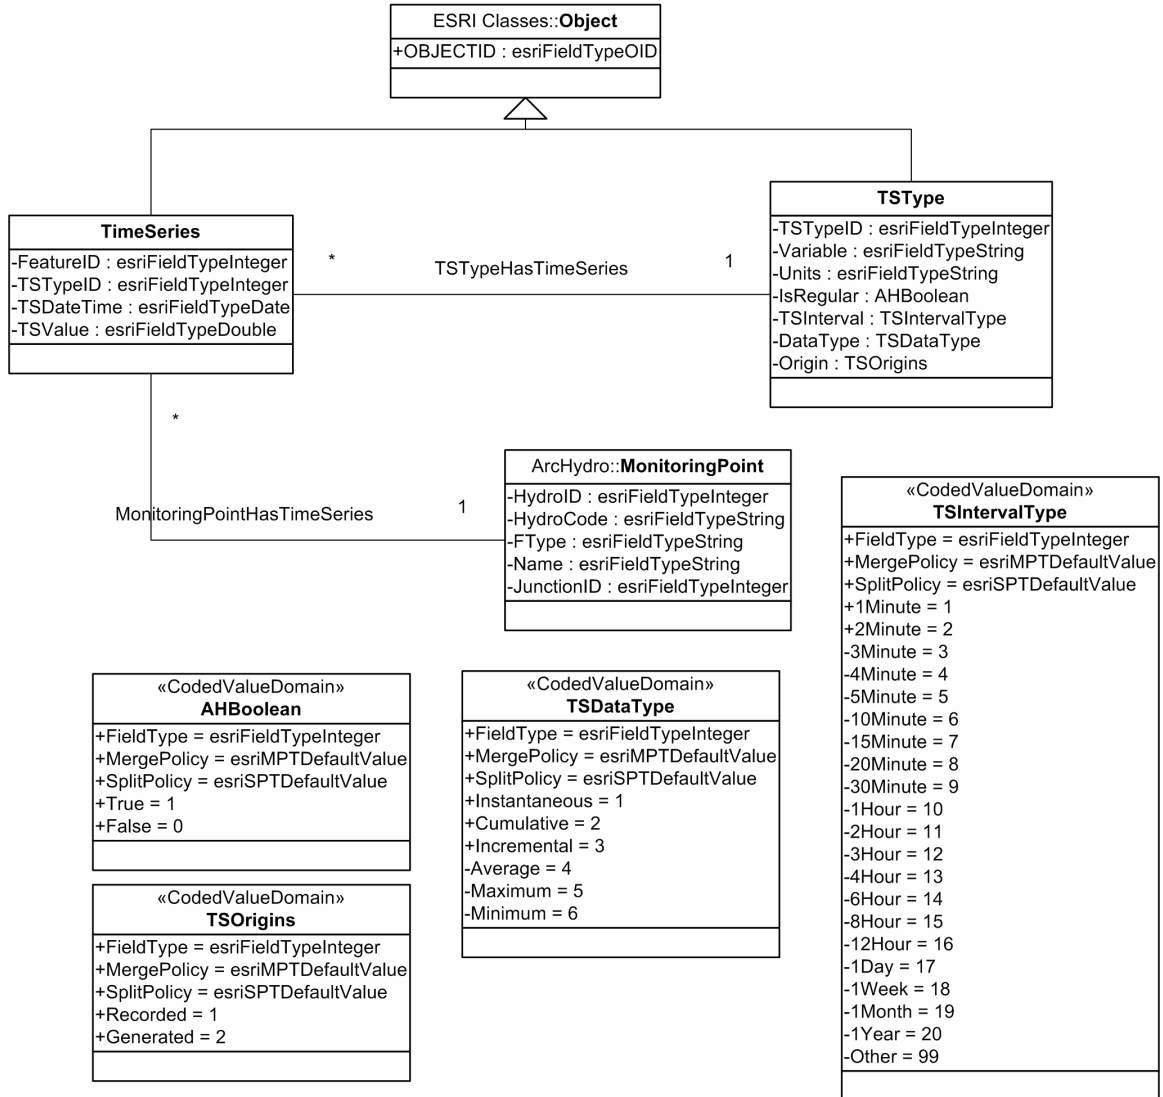 ESRI Classes::Object
+OBJECTID : esriFieldTypeOID
TimeSeries
-FeatureID : esriFieldTypeInteger
-TSTypeID : esriFieldTypeInteger
-TSDateTime : esriFieldTypeDate
-TSValue : esriFieldTypeDouble
*
TSTypeHasTimeSeries
1
TSType
-TSTypeID : esriFieldTypeInteger
-Variable : esriFieldTypeString
-Units : esriFieldTypeString
-IsRegular : AHBoolean
-TSInterval : TSIntervalType
-DataType : TSDataType
-Origin : TSOrigins
*
MonitoringPointHasTimeSeries
1
ArcHydro::MonitoringPoint
-HydroID : esriFieldTypeInteger
-HydroCode : esriFieldTypeString
-FType : esriFieldTypeString
-Name : esriFieldTypeString
-JunctionID : esriFieldTypeInteger
«CodedValueDomain»
TSIntervalType
+FieldType = esriFieldTypeInteger
+MergePolicy = esriMPTDefaultValue
+SplitPolicy = esriSPTDefaultValue
+1Minute = 1
+2Minute = 2
-3Minute = 3
-4Minute = 4
-5Minute = 5
-10Minute = 6
-15Minute = 7
-20Minute = 8
-30Minute = 9
-1Hour = 10
-2Hour = 11
-3Hour = 12
-4Hour = 13
-6Hour = 14
-8Hour = 15
-12Hour = 16
-1Day = 17
-1Week = 18
-1Month = 19
-1Year = 20
-Other = 99
«CodedValueDomain»
AHBoolean
+FieldType = esriFieldTypeInteger
+MergePolicy = esriMPTDefaultValue
+SplitPolicy = esriSPTDefaultValue
+True = 1
+False = 0
«CodedValueDomain»
TSDataType
+FieldType = esriFieldTypeInteger
+MergePolicy = esriMPTDefaultValue
+SplitPolicy = esriSPTDefaultValue
+Instantaneous = 1
+Cumulative = 2
+Incremental = 3
-Average = 4
-Maximum = 5
-Minimum = 6
«CodedValueDomain»
TSOrigins
+FieldType = esriFieldTypeInteger
+MergePolicy = esriMPTDefaultValue
+SplitPolicy = esriSPTDefaultValue
+Recorded = 1
+Generated = 2